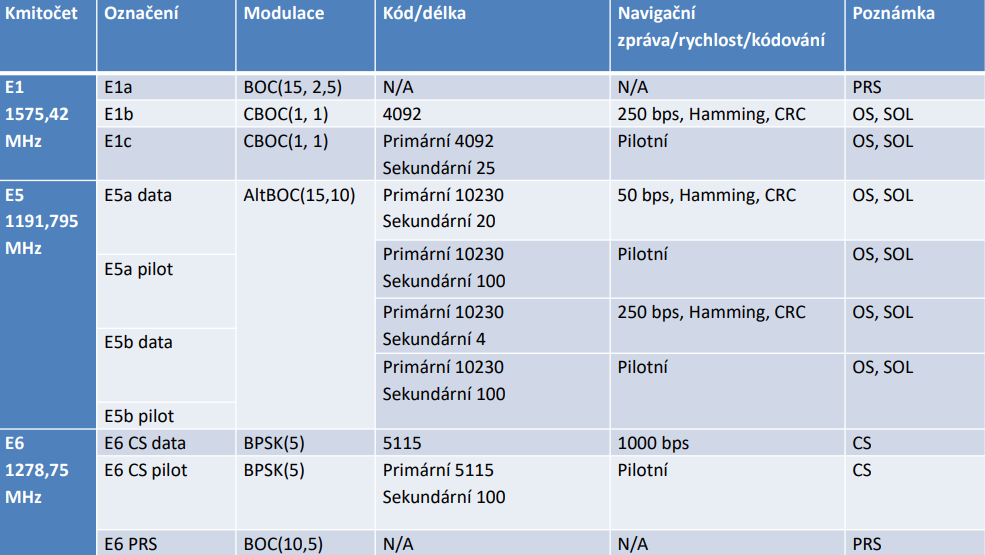 Kmitočet Označení Modulace Kód/délka Navigační
zpráva/rychlost/kódování Poznámka
E1
1575,42
MHz
E1a BOC(15, 2,5) N/A N/A PRS
E1b CBOC(1, 1) 4092 250 bps, Hamming, CRC OS, SOL
E1c CBOC(1, 1) Primární 4092
Sekundární 25 Pilotní OS, SOL
E5
1191,795
MHz
E5a data AltBOC(15,10) Primární 10230
Sekundární 20 50 bps, Hamming, CRC OS, SOL
E5a pilot Primární 10230
Sekundární 100 Pilotní OS, SOL
E5b data Primární 10230
Sekundární 4 250 bps, Hamming, CRC OS, SOL
E5b pilot Primární 10230
Sekundární 100 Pilotní OS, SOL
E6
1278,75
MHz
E6 CS data BPSK(5) 5115 1000 bps CS
E6 CS pilot BPSK(5) Primární 5115
Sekundární 100 Pilotní CS
E6 PRS BOC(10,5) N/A N/A PRS